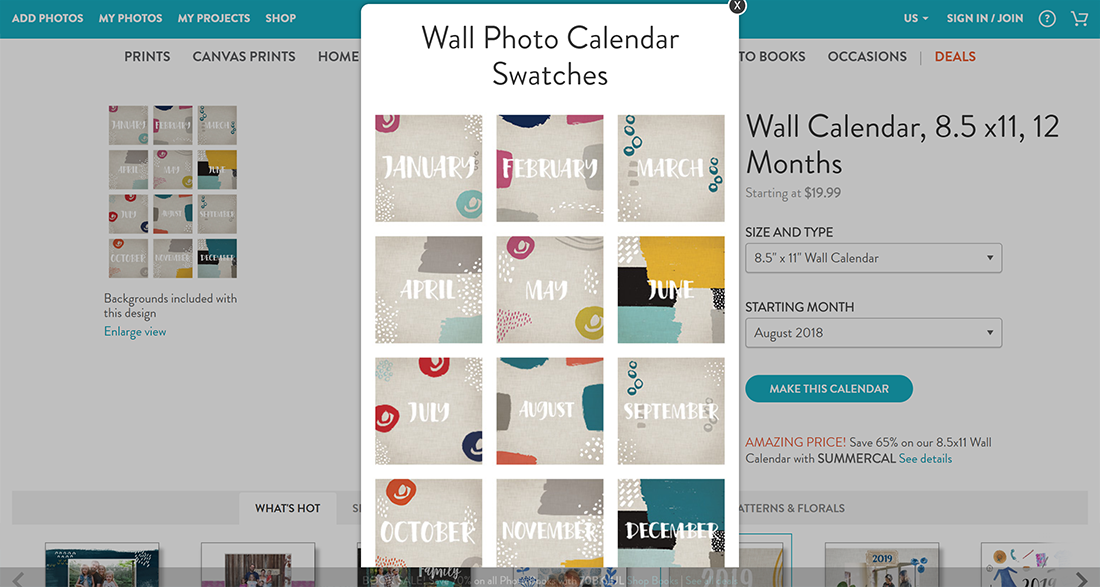 ADD PHOTOS MY PHOTOS MY PROJECTS SHOP US SIGN IN / JOIN ?
X
PRINTS CANVAS PRINTS HOME TO BOOKS OCCASIONS | DEALS
Wall Photo Calendar
Swatches
JANUARY FEBRUARY MARCH
APRIL MAY JUNE
JULY AUGUST SEPTEMBER
OCTOBER NOVEMBER DECEMBER
Backgrounds included with
this design
Enlarge view
JANUARY FEBRUARY MARCH
APRIL MAY JUNE
JULY AUGUST SEPTEMBER
OCTOBER NOVEMBER DECEMBER
Wall Calendar, 8.5 x11, 12
Months
Starting at $19.99
SIZE AND TYPE
8.5" x 11" Wall Calendar
STARTING MONTH
August 2018
MAKE THIS CALENDAR
AMAZING PRICE! Save 65% on our 8.5x11 Wall
Calendar with SUMMERCAL See details
WHAT'S HOT ATTERNS & FLORALS
Family 2019 2019
on all Photo Books with Shop Books | See